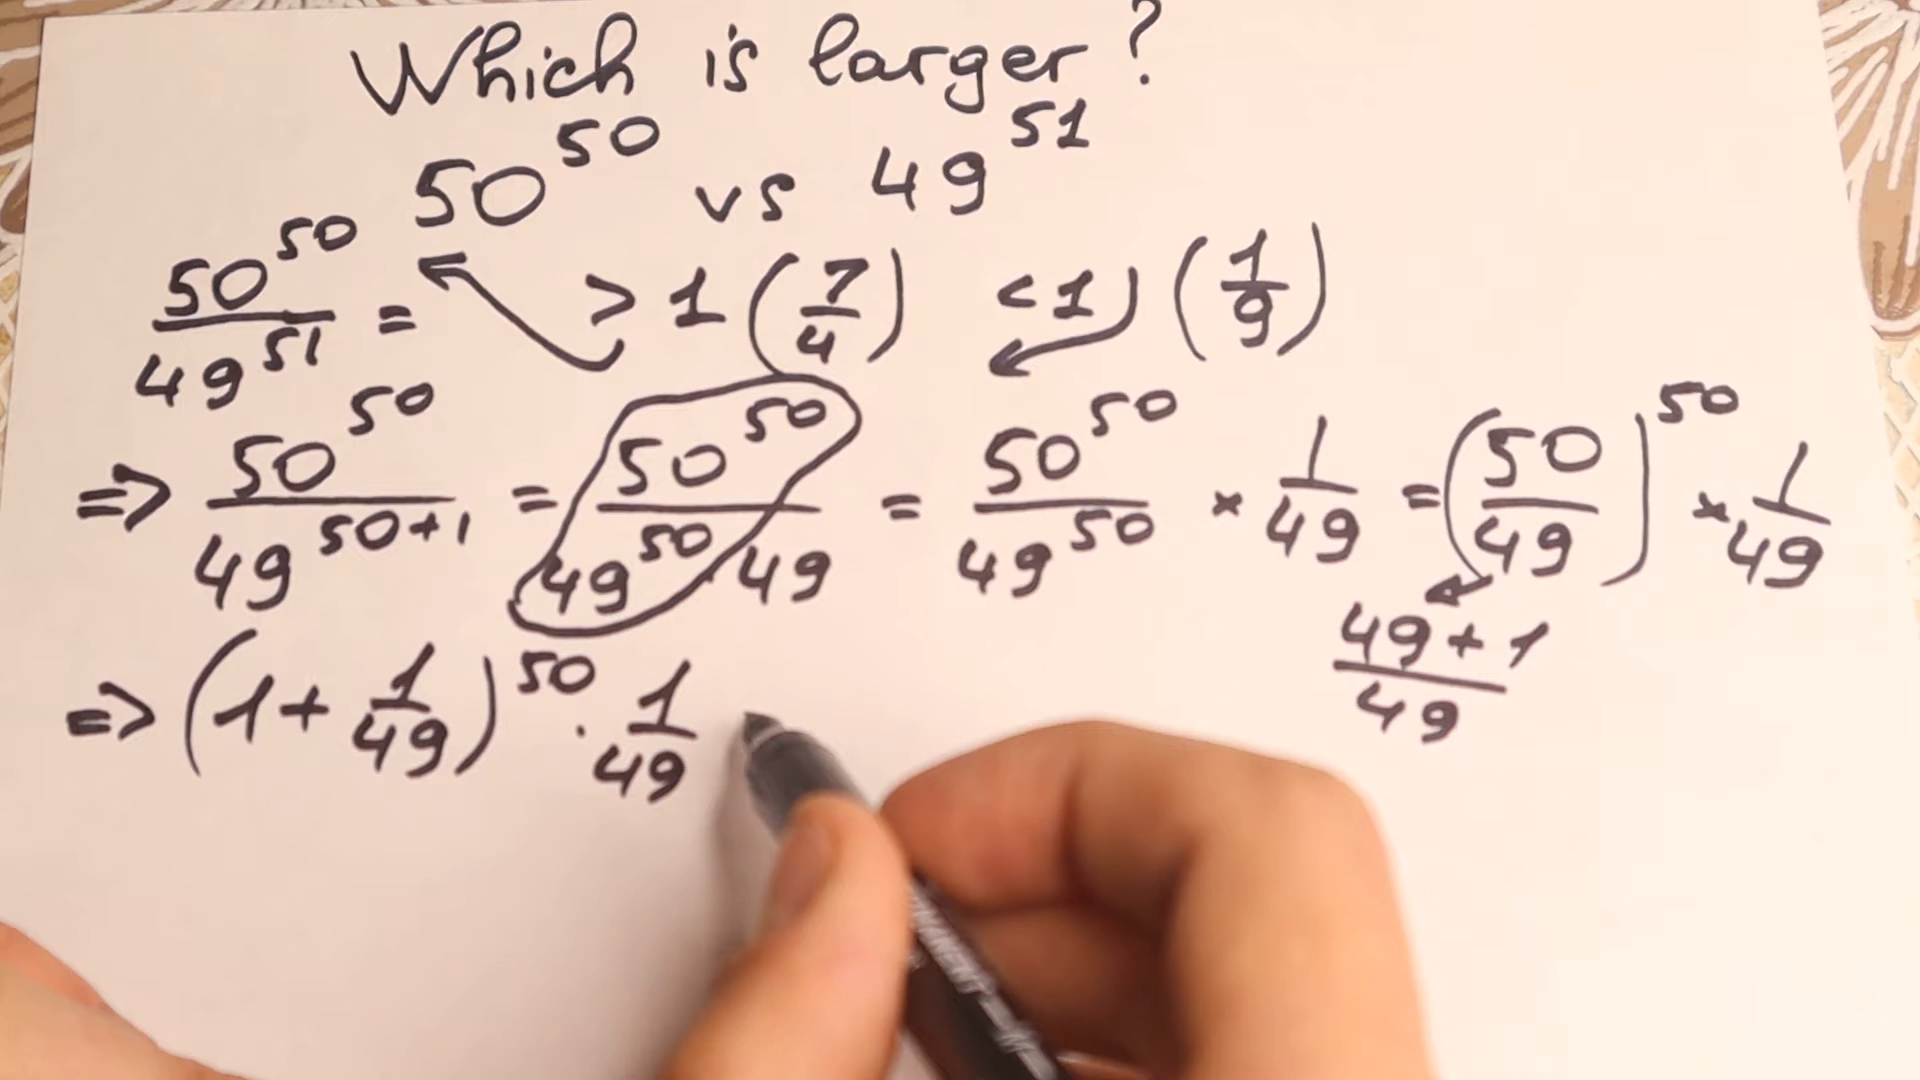 Which is larger?
50^50 vs 49^51
50^50/49^51 = > 1 (7/4) < 1 (1/9)
=> 50^50/49^(50+1) = 50^50/(49^50 · 49) = 50^50/49^50 × 1/49 = (50/49)^50 × 1/49
(49+1)/49
=> (1 + 1/49)^50 · 1/49